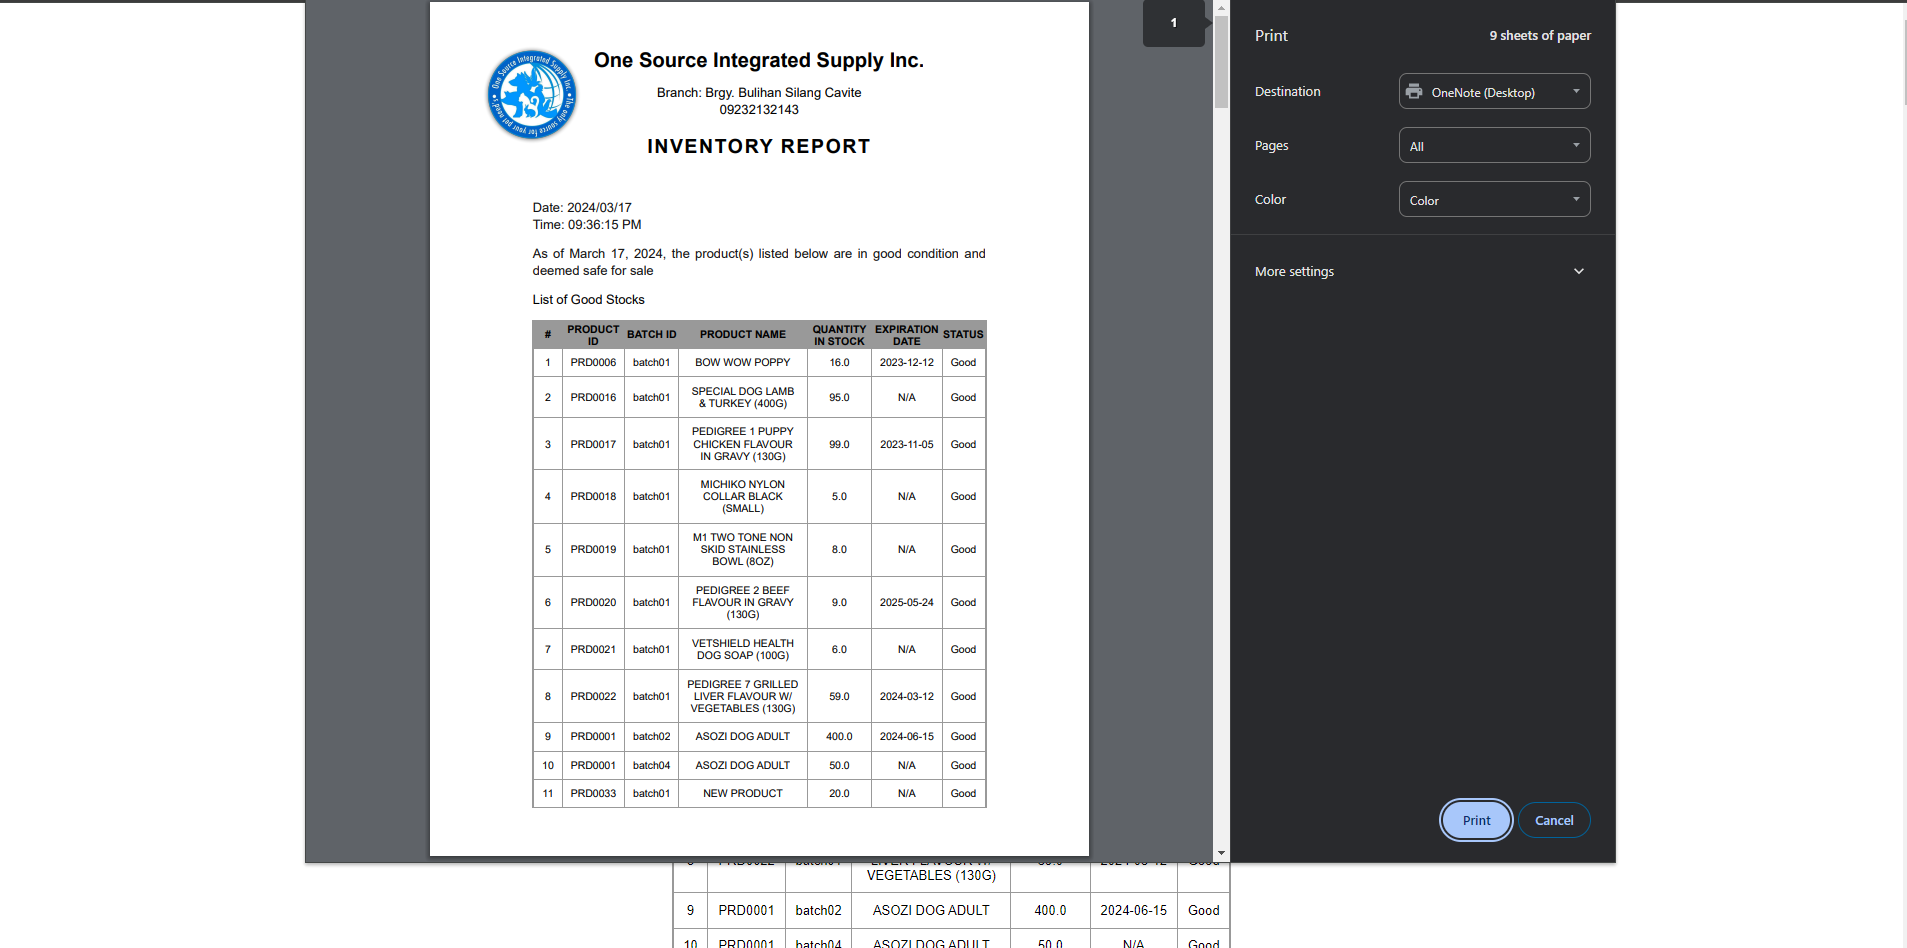 One Source Integrated Supply Inc. • The only source for your pet need's •
One Source Integrated Supply Inc.
Branch: Brgy. Bulihan Silang Cavite
09232132143
INVENTORY REPORT
Date: 2024/03/17
Time: 09:36:15 PM
As of March 17, 2024, the product(s) listed below are in good condition and
deemed safe for sale
List of Good Stocks
# PRODUCT ID BATCH ID PRODUCT NAME QUANTITY IN STOCK EXPIRATION DATE STATUS
1 PRD0006 batch01 BOW WOW POPPY 16.0 2023-12-12 Good
2 PRD0016 batch01 SPECIAL DOG LAMB & TURKEY (400G) 95.0 N/A Good
3 PRD0017 batch01 PEDIGREE 1 PUPPY CHICKEN FLAVOUR IN GRAVY (130G) 99.0 2023-11-05 Good
4 PRD0018 batch01 MICHIKO NYLON COLLAR BLACK (SMALL) 5.0 N/A Good
5 PRD0019 batch01 M1 TWO TONE NON SKID STAINLESS BOWL (8OZ) 8.0 N/A Good
6 PRD0020 batch01 PEDIGREE 2 BEEF FLAVOUR IN GRAVY (130G) 9.0 2025-05-24 Good
7 PRD0021 batch01 VETSHIELD HEALTH DOG SOAP (100G) 6.0 N/A Good
8 PRD0022 batch01 PEDIGREE 7 GRILLED LIVER FLAVOUR W/ VEGETABLES (130G) 59.0 2024-03-12 Good
9 PRD0001 batch02 ASOZI DOG ADULT 400.0 2024-06-15 Good
10 PRD0001 batch04 ASOZI DOG ADULT 50.0 N/A Good
11 PRD0033 batch01 NEW PRODUCT 20.0 N/A Good
1
Print 9 sheets of paper
Destination OneNote (Desktop)
Pages All
Color Color
More settings
Print Cancel
VEGETABLES (130G)
9 PRD0001 batch02 ASOZI DOG ADULT 400.0 2024-06-15 Good
10 PRD0001 batch04 ASOZI DOG ADULT 50.0 N/A Good